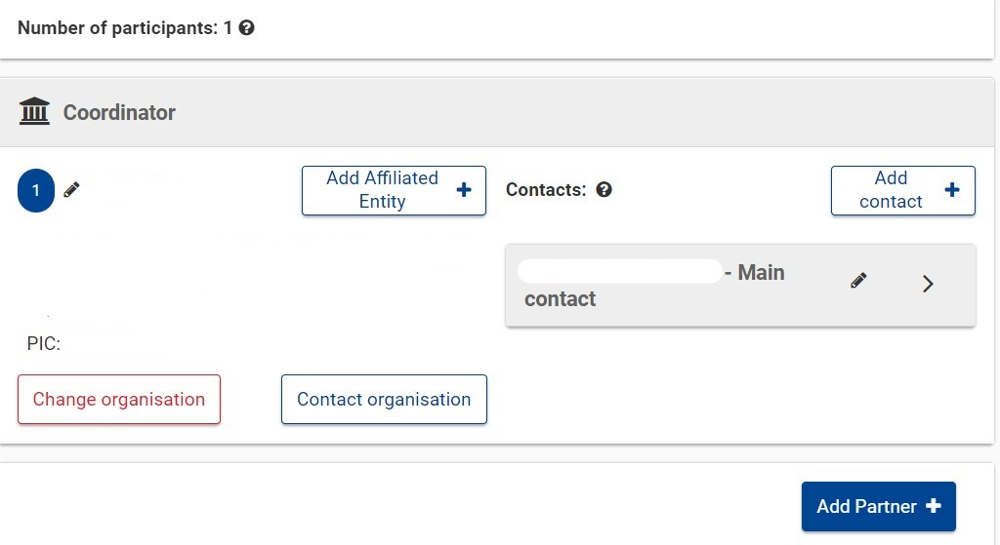 Number of participants: 1
Coordinator
1
Add Affiliated
Entity
Contacts:
Add
contact
- Main
contact
PIC:
Change organisation
Contact organisation
Add Partner